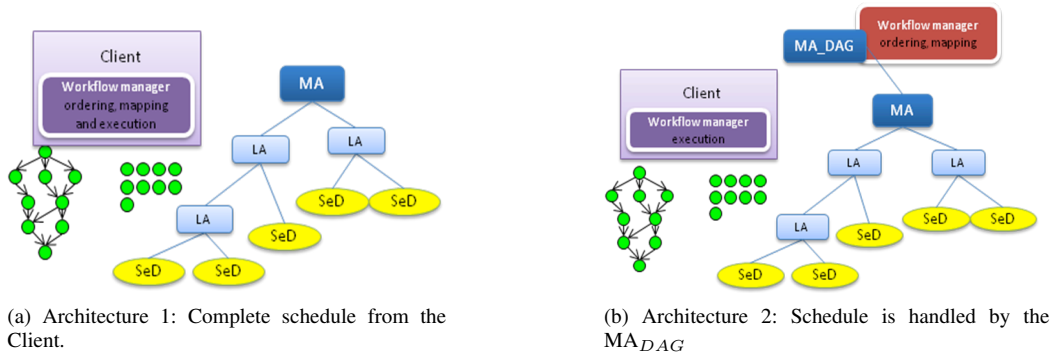 Client
Workflow manager
ordering, mapping
and execution
MA
LA
LA
LA
SeD
SeD
SeD
SeD
SeD
(a) Architecture 1: Complete schedule from the
Client.
MA_DAG
Workflow manager
ordering, mapping
Client
Workflow manager
execution
MA
LA
LA
LA
SeD
SeD
SeD
SeD
SeD
(b) Architecture 2: Schedule is handled by the
MA_DAG